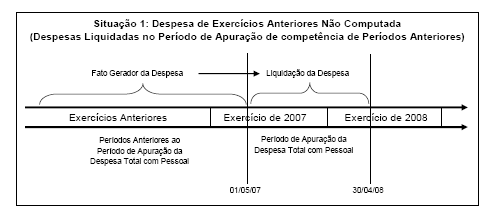 Situação 1: Despesa de Exercícios Anteriores Não Computada
(Despesas Liquidadas no Período de Apuração de competência de Períodos Anteriores)
Fato Gerador da Despesa
Liquidação da Despesa
Exercícios Anteriores
Exercício de 2007
Exercício de 2008
Períodos Anteriores ao
Período de Apuração da
Despesa Total com Pessoal
Período de Apuração da
Despesa Total com Pessoal
01/05/07
30/04/08